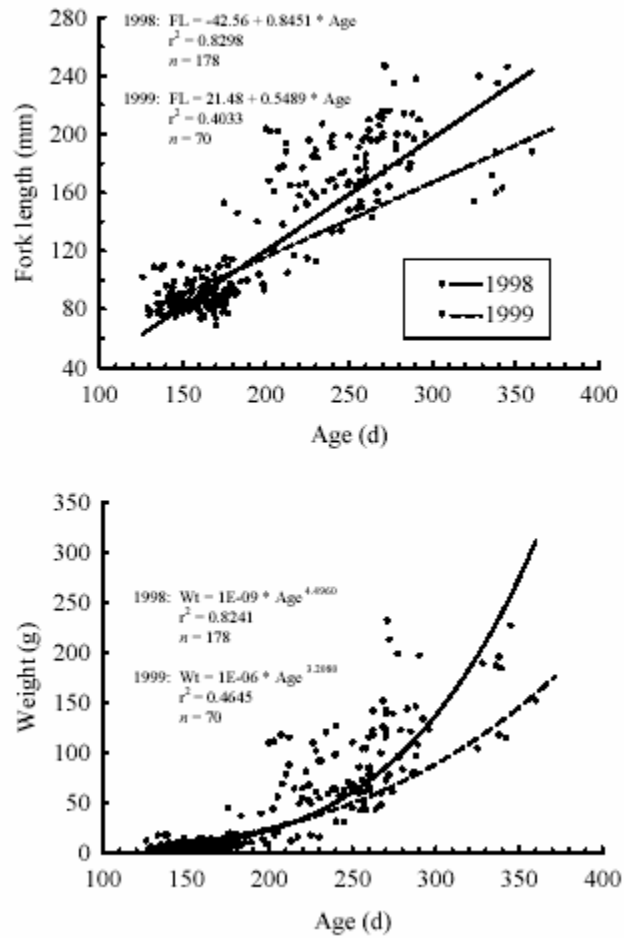 280
240
200
160
120
80
40
Fork length (mm)
1998: FL = -42.56 + 0.8451 * Age
r² = 0.8298
n = 178
1999: FL = 21.48 + 0.5489 * Age
r² = 0.4033
n = 70
1998
1999
100 150 200 250 300 350 400
Age (d)
350
300
250
200
150
100
50
0
Weight (g)
1998: Wt = 1E-09 * Age
r² = 0.8241
n = 178
1999: Wt = 1E-06 * Age
r² = 0.4645
n = 70
100 150 200 250 300 350 400
Age (d)